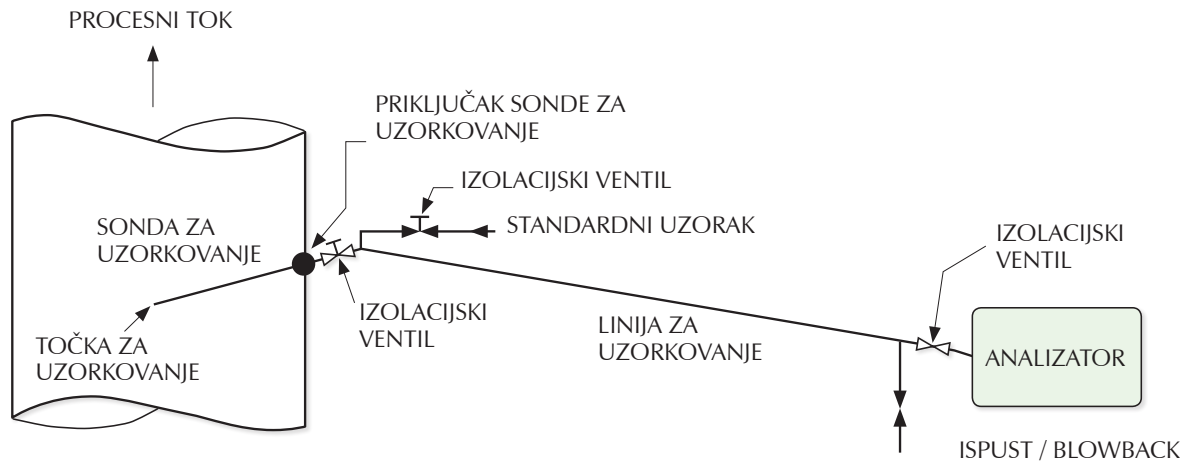 PROCESNI TOK
PRIKLJUČAK SONDE ZA
UZORKOVANJE
IZOLACIJSKI VENTIL
STANDARDNI UZORAK
SONDA ZA
UZORKOVANJE
IZOLACIJSKI
VENTIL
IZOLACIJSKI
VENTIL
LINIJA ZA
UZORKOVANJE
TOČKA ZA
UZORKOVANJE
ANALIZATOR
ISPUST / BLOWBACK